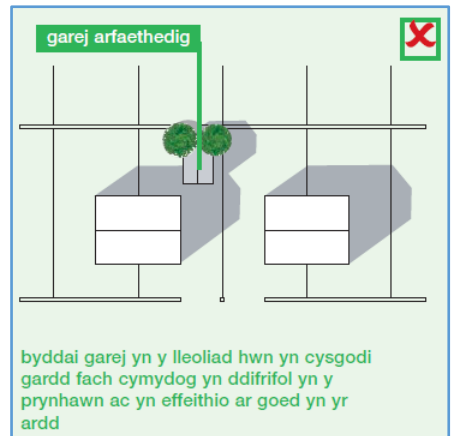 garej arfaethedig
byddai garej yn y lleoliad hwn yn cysgodi
gardd fach cymydog yn ddifrifol yn y
prynhawn ac yn effeithio ar goed yn yr
ardd